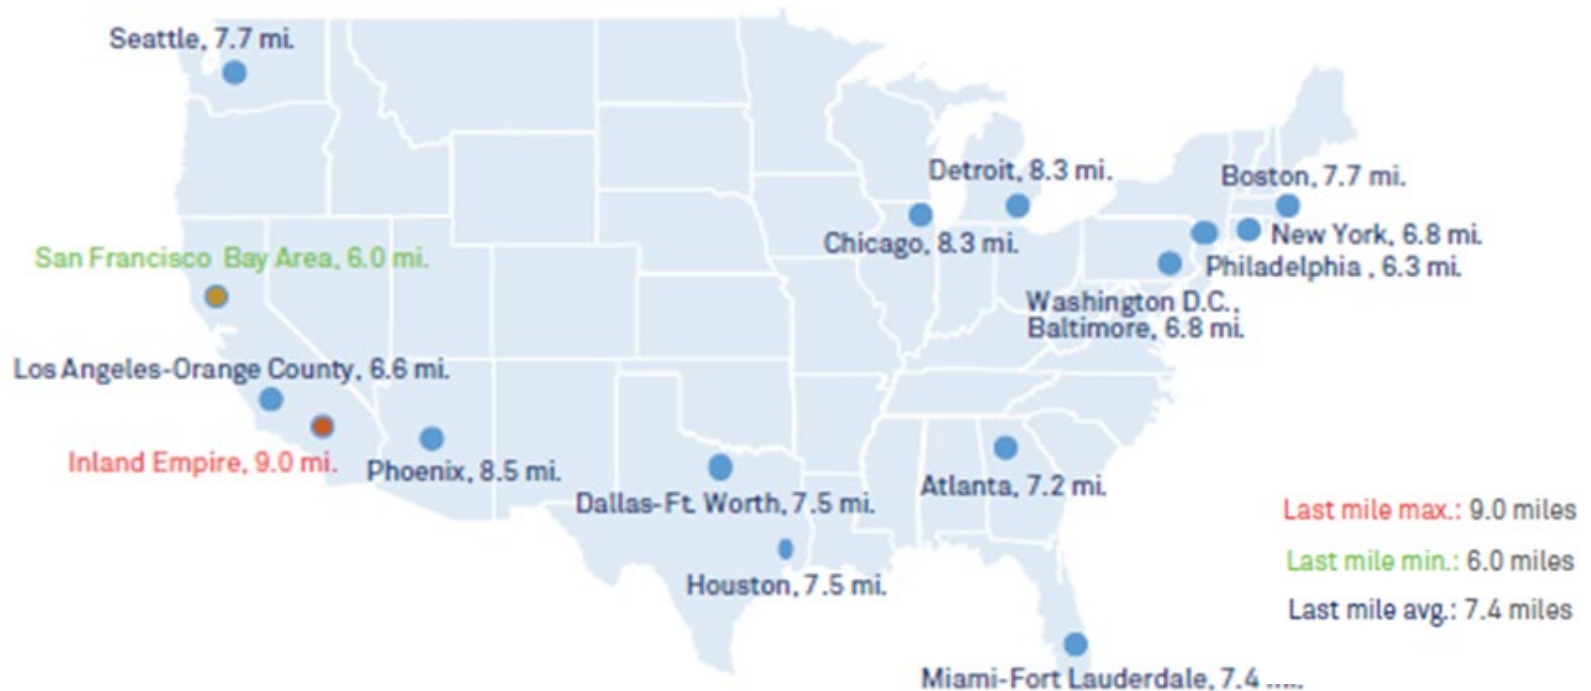 Seattle, 7.7 mi.
Detroit, 8.3 mi.
Boston, 7.7 mi.
Chicago, 8.3 mi.
New York, 6.8 mi.
San Francisco Bay Area, 6.0 mi.
Philadelphia , 6.3 mi.
Washington D.C.,
Baltimore, 6.8 mi.
Los Angeles-Orange County, 6.6 mi.
Inland Empire, 9.0 mi.
Phoenix, 8.5 mi.
Dallas-Ft. Worth, 7.5 mi.
Atlanta, 7.2 mi.
Houston, 7.5 mi.
Last mile max.: 9.0 miles
Last mile min.: 6.0 miles
Last mile avg.: 7.4 miles
Miami-Fort Lauderdale, 7.4